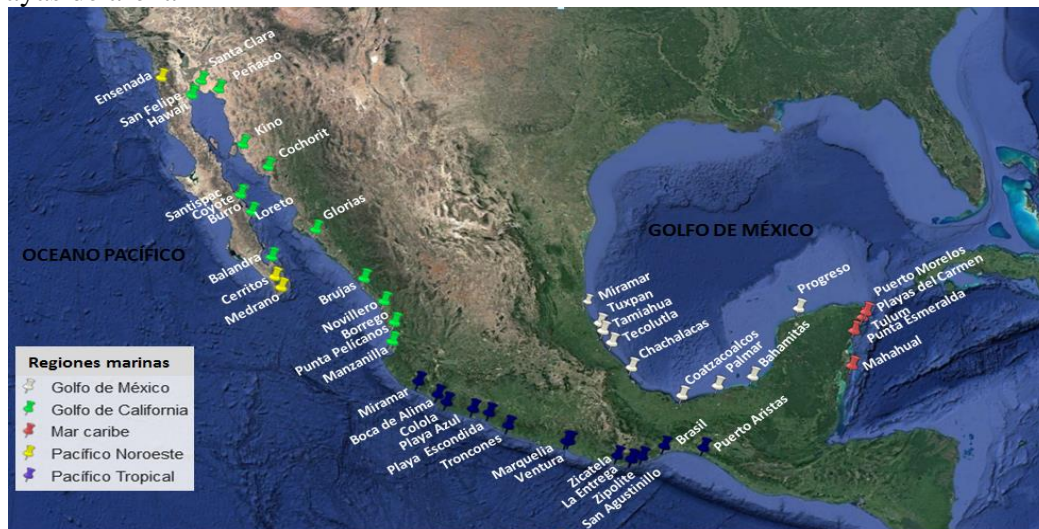 Santa Clara
Peñasco
Ensenada
San Felipe
Hawaii
Kino
Cochorit
Santispac
Coyote
Burro
Loreto
Glorias
OCEANO PACÍFICO
GOLFO DE MÉXICO
Balandra
Cerritos
Medrano
Brujas
Novillero
Borrego
Punta Pelicanos
Manzanilla
Miramar
Tuxpan
Tamiahua
Tecolutla
Chachalacas
Coatzacoalcos
Palmar
Bahamitas
Progreso
Puerto Morelos
Playas del Carmen
Tulum
Punta Esmeralda
Mahahual
Miramar
Boca de Alima
Colola
Playa Azul
Playa Escondida
Troncones
Marquelia
Ventura
Zicatela
La Entrega
Zipolite
San Agustinillo
Brasil
Puerto Aristas
Regiones marinas
Golfo de México
Golfo de California
Mar caribe
Pacífico Noroeste
Pacífico Tropical